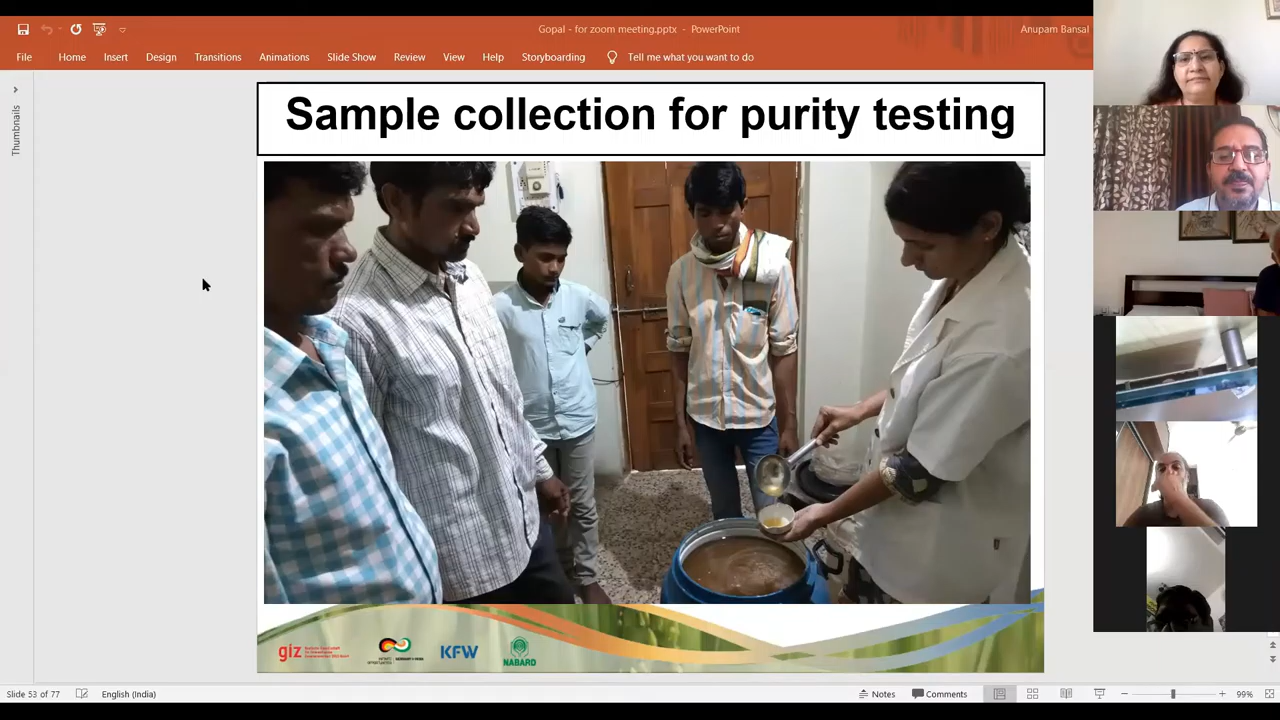 Gopal - for zoom meeting.pptx - PowerPoint
Anupam Bansal
File Home Insert Design Transitions Animations Slide Show Review View Help Storyboarding Tell me what you want to do
Thumbnails
Sample collection for purity testing
giz
KFW
NABARD
Slide 53 of 77 English (India) Notes Comments 99%